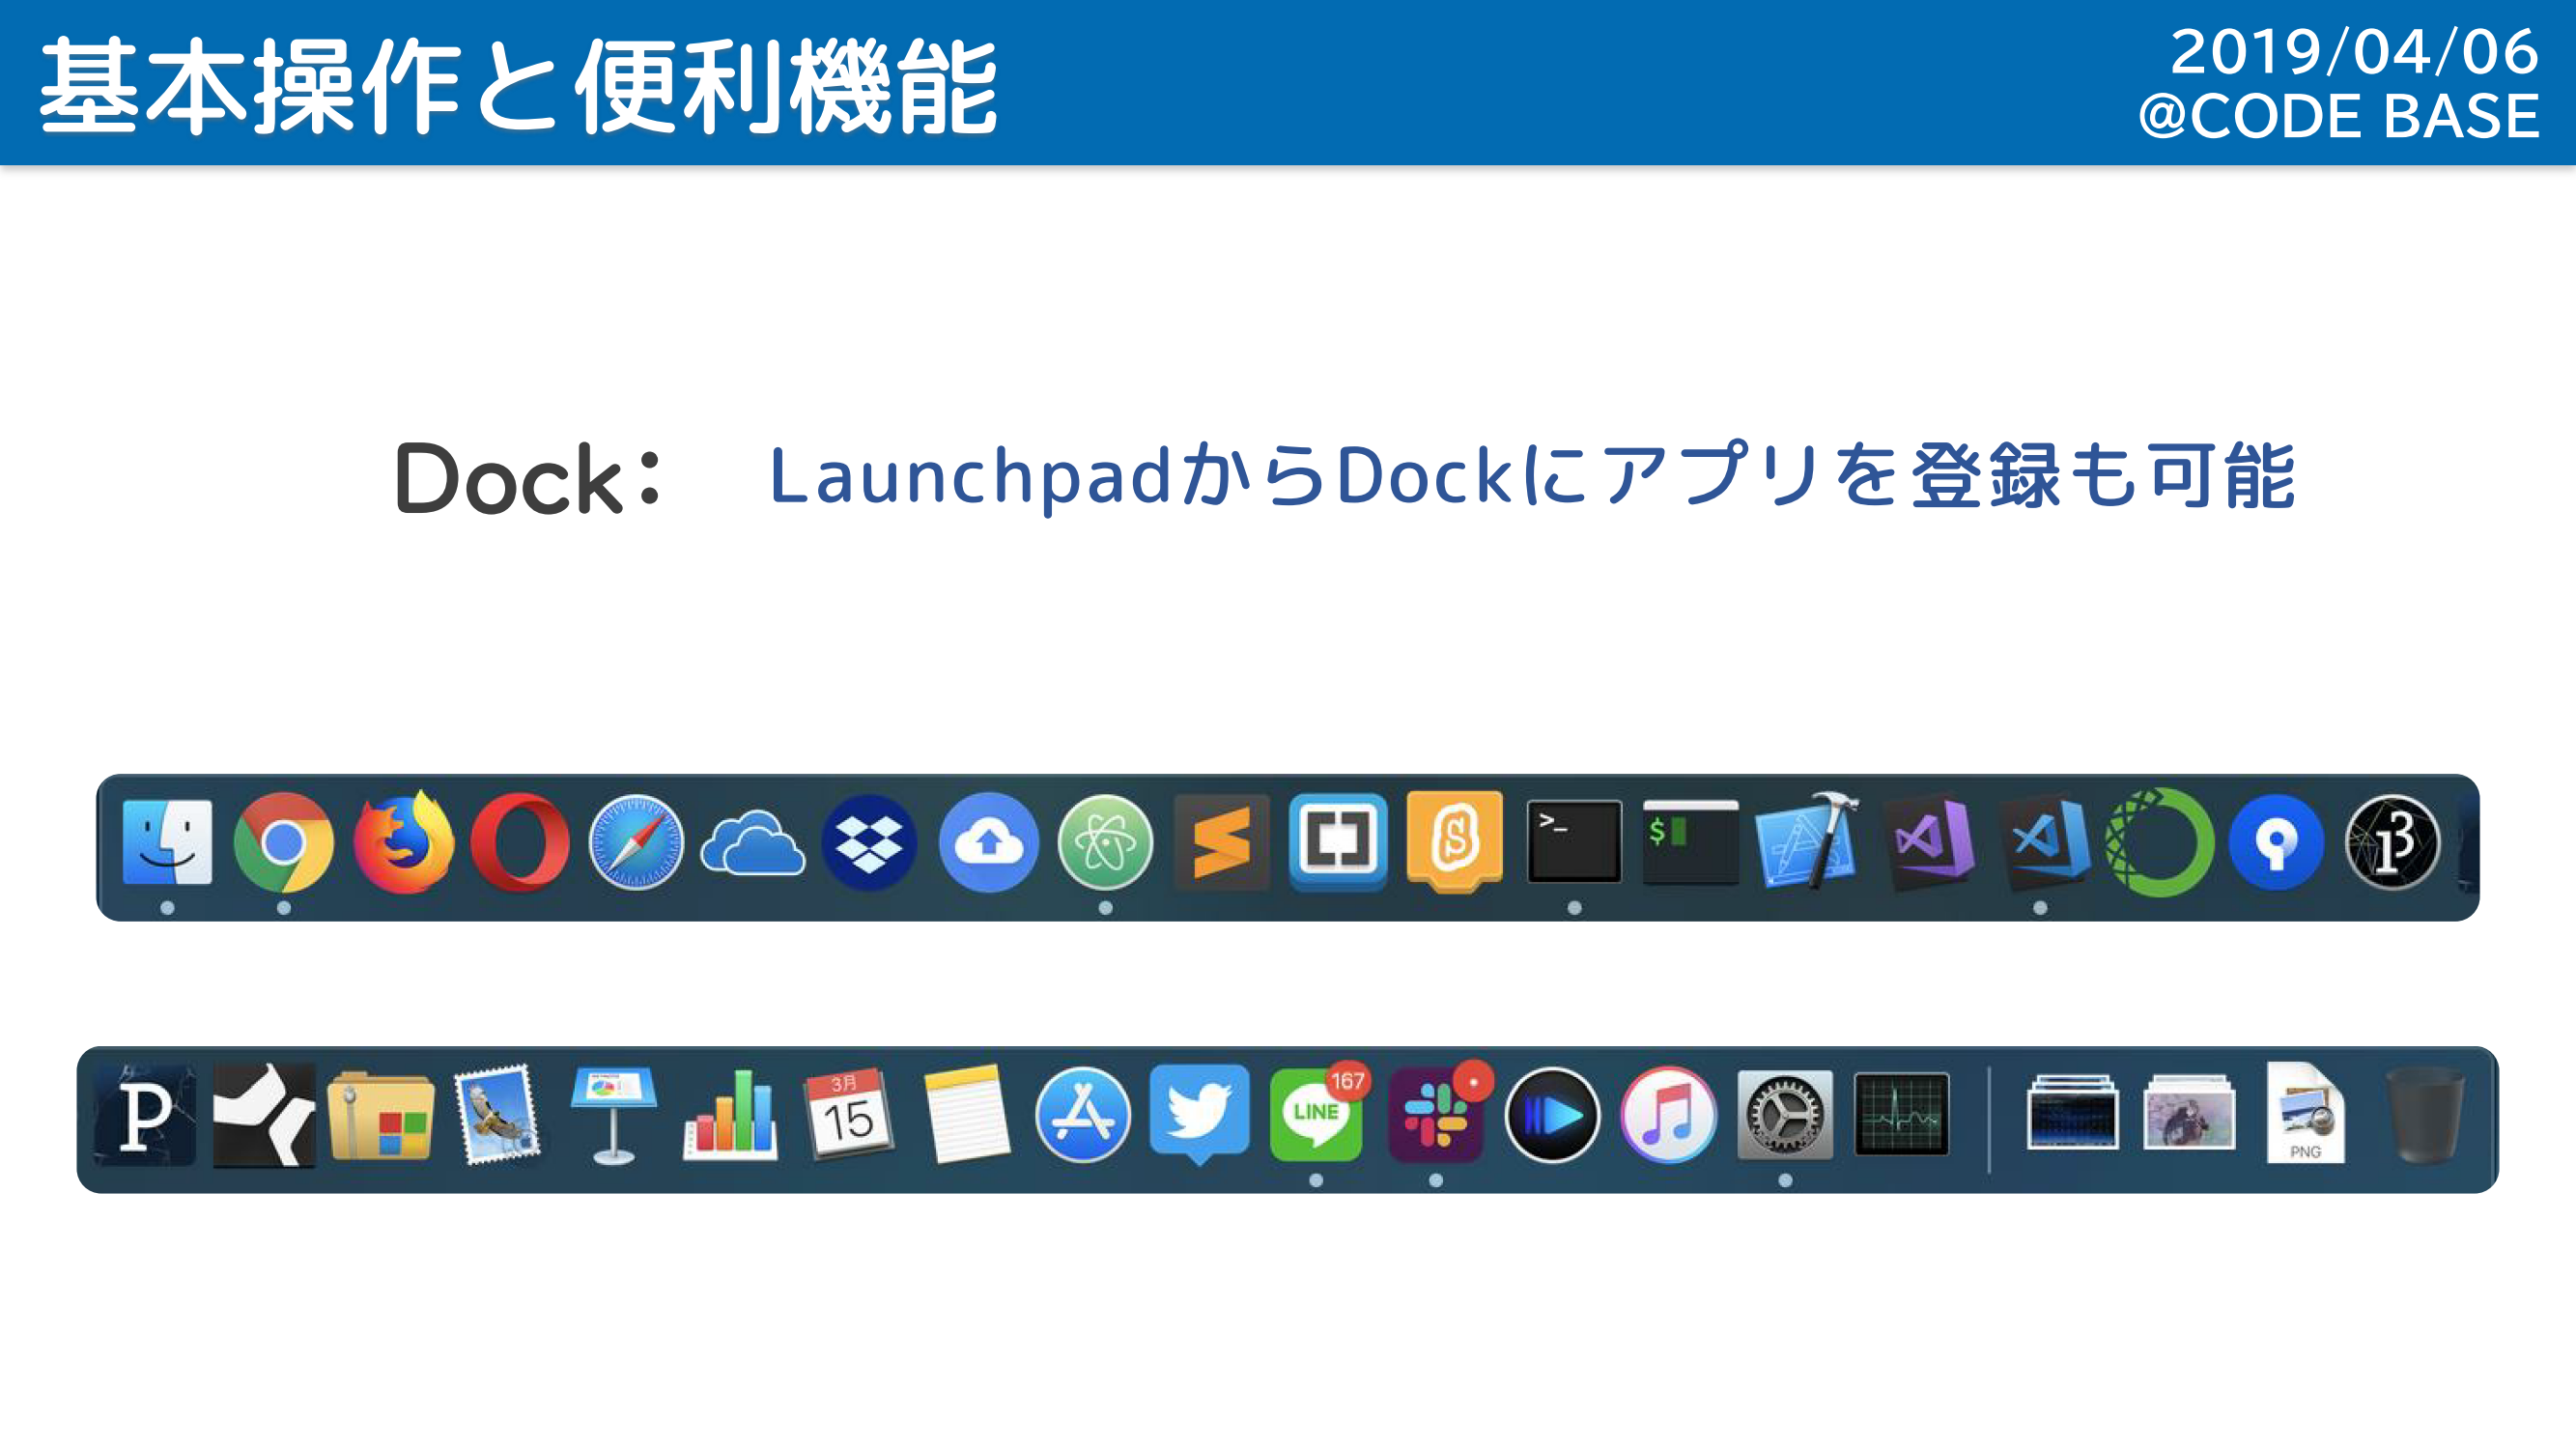 基本操作と便利機能
2019/04/06
@CODE BASE
Dock: LaunchpadからDockにアプリを登録も可能
S
>_
$
p3
P
3月
15
LINE
167
PNG